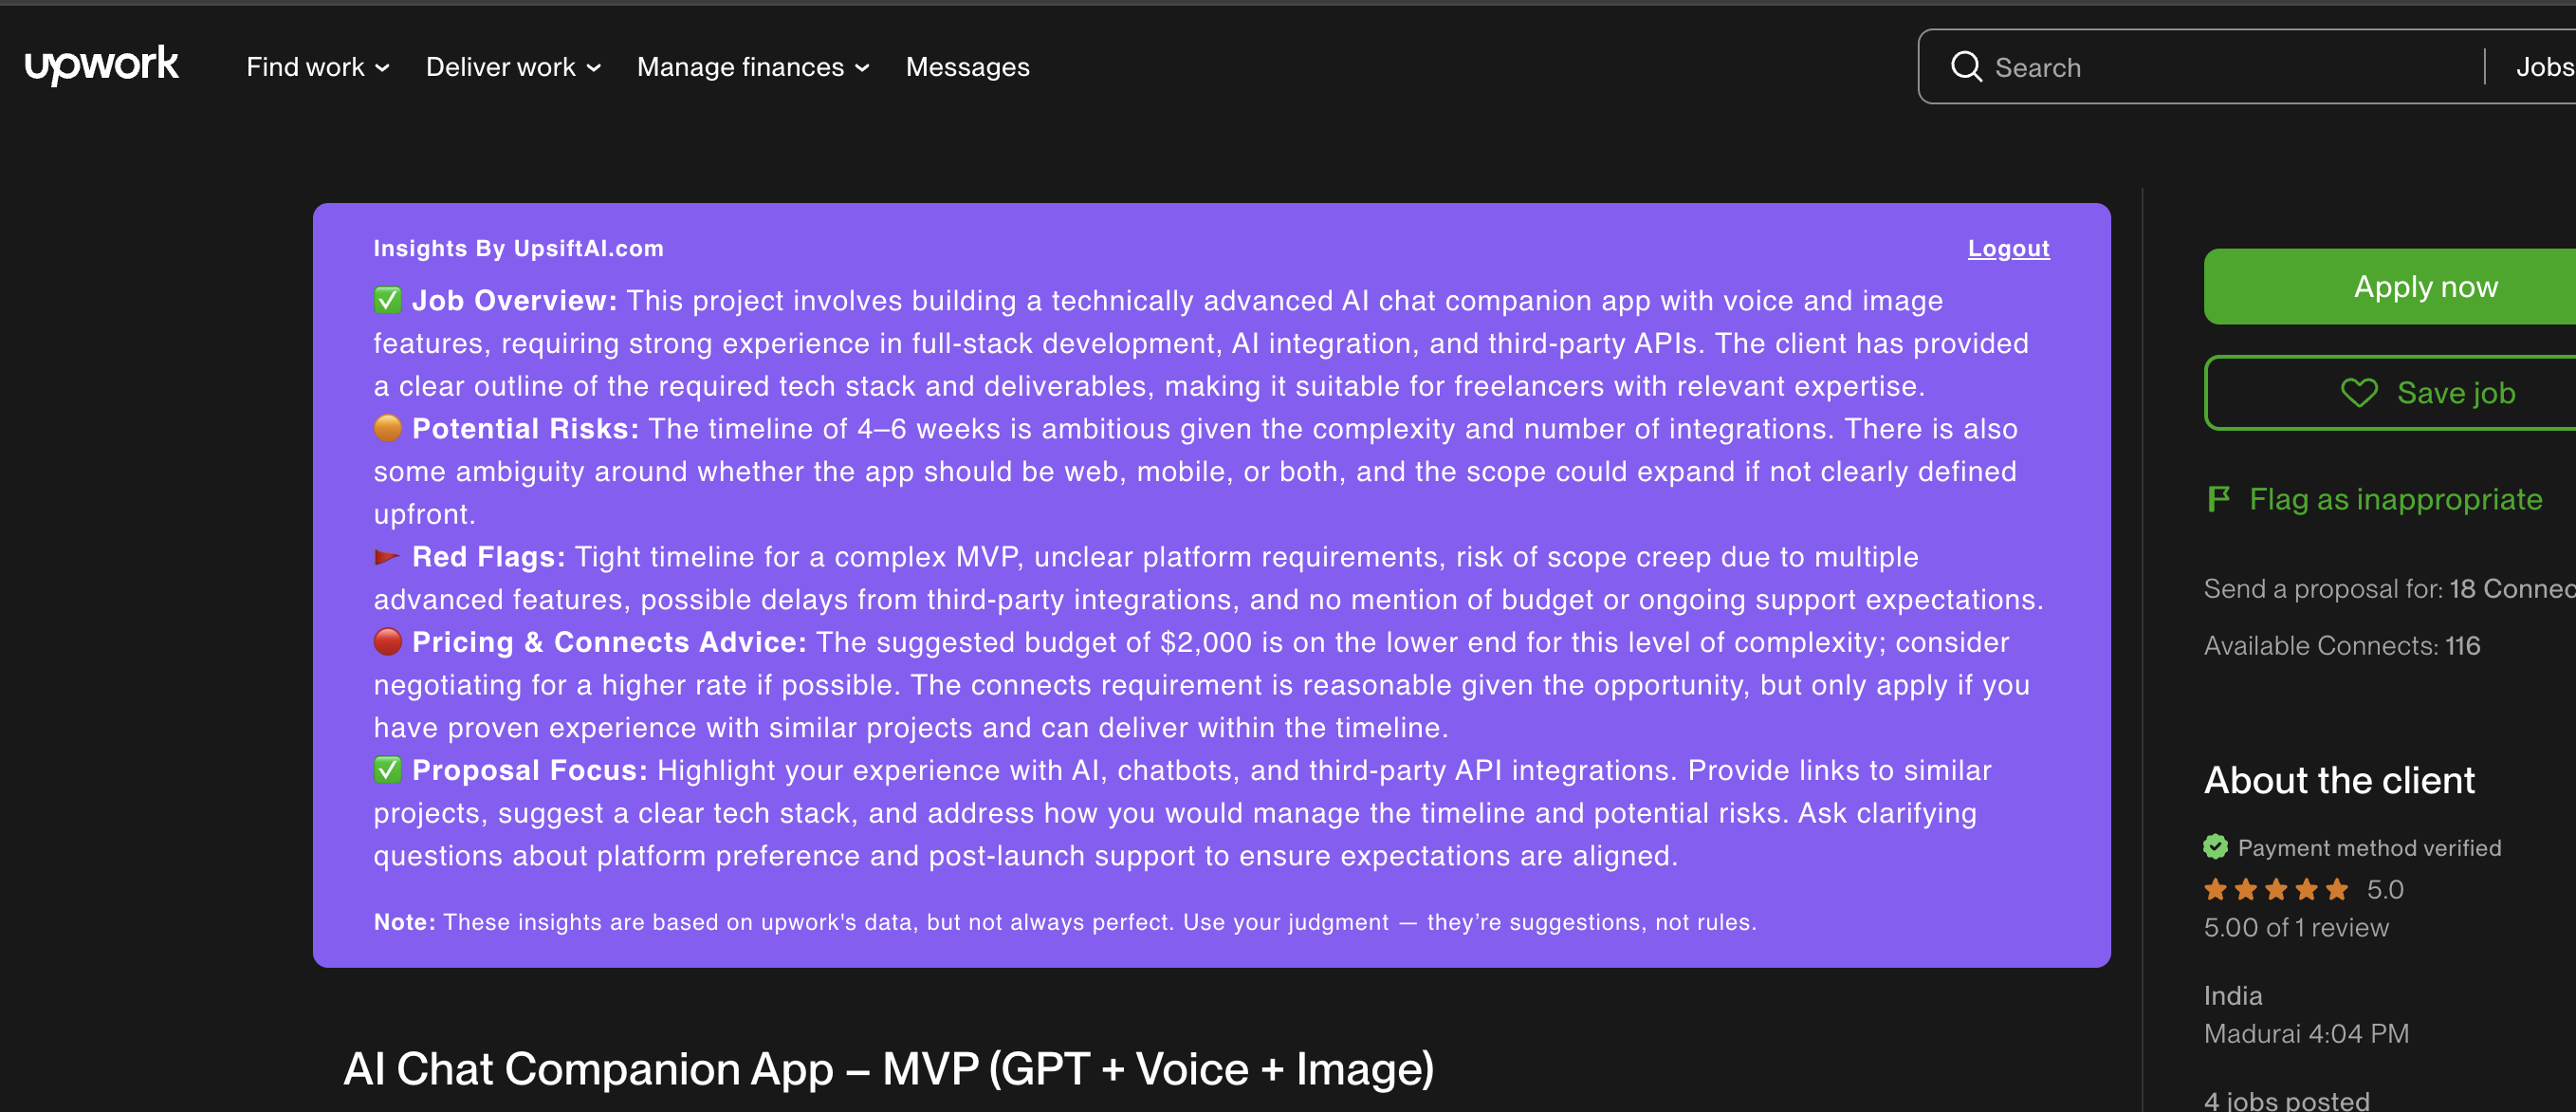 upwork
Find work
Deliver work
Manage finances
Messages
Search
Jobs
Insights By UpsiftAI.com
Logout
✅ Job Overview: This project involves building a technically advanced AI chat companion app with voice and image
features, requiring strong experience in full-stack development, AI integration, and third-party APIs. The client has provided
a clear outline of the required tech stack and deliverables, making it suitable for freelancers with relevant expertise.
🟠 Potential Risks: The timeline of 4–6 weeks is ambitious given the complexity and number of integrations. There is also
some ambiguity around whether the app should be web, mobile, or both, and the scope could expand if not clearly defined
upfront.
🚩 Red Flags: Tight timeline for a complex MVP, unclear platform requirements, risk of scope creep due to multiple
advanced features, possible delays from third-party integrations, and no mention of budget or ongoing support expectations.
🔴 Pricing & Connects Advice: The suggested budget of $2,000 is on the lower end for this level of complexity; consider
negotiating for a higher rate if possible. The connects requirement is reasonable given the opportunity, but only apply if you
have proven experience with similar projects and can deliver within the timeline.
✅ Proposal Focus: Highlight your experience with AI, chatbots, and third-party API integrations. Provide links to similar
projects, suggest a clear tech stack, and address how you would manage the timeline and potential risks. Ask clarifying
questions about platform preference and post-launch support to ensure expectations are aligned.
Note: These insights are based on upwork's data, but not always perfect. Use your judgment — they’re suggestions, not rules.
AI Chat Companion App – MVP (GPT + Voice + Image)
Apply now
Save job
Flag as inappropriate
Send a proposal for: 18 Connec
Available Connects: 116
About the client
Payment method verified
5.0
5.00 of 1 review
India
Madurai 4:04 PM
4 jobs posted